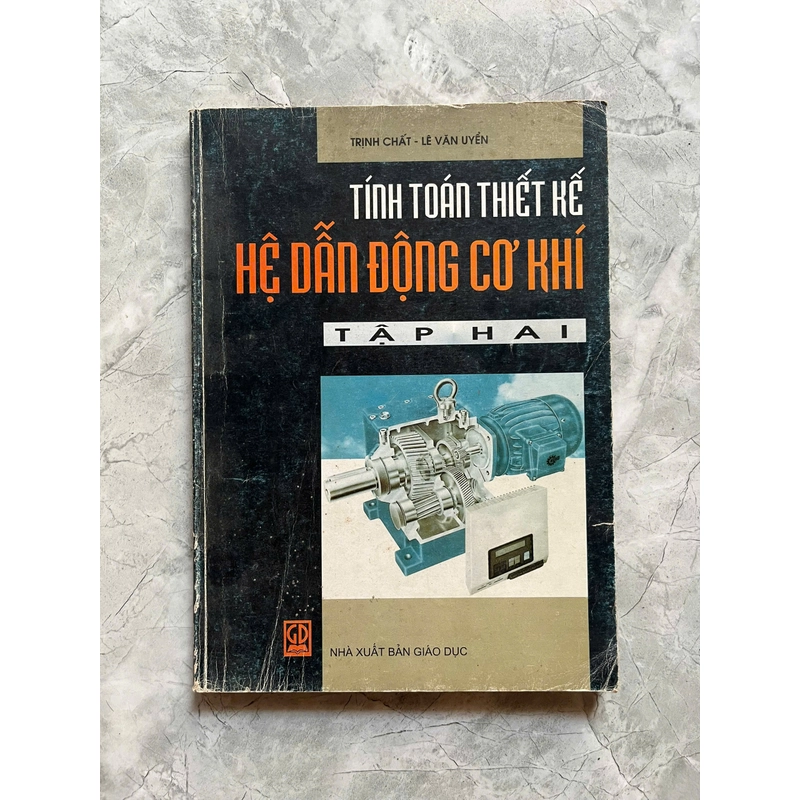 TRỊNH CHẤT - LÊ VĂN UYỂN
TÍNH TOÁN THIẾT KẾ
HỆ DẪN ĐỘNG CƠ KHÍ
TẬP HAI
GD
NHÀ XUẤT BẢN GIÁO DỤC